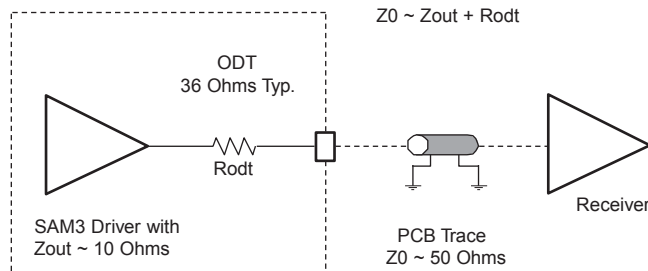 Z0 ~ Zout + Rodt
ODT
36 Ohms Typ.
Rodt
Receiver
SAM3 Driver with
Zout ~ 10 Ohms
PCB Trace
Z0 ~ 50 Ohms